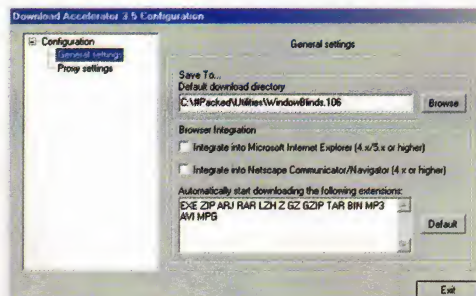 Download Accelerator 3.5 Configuration
Configuration
General settings
Proxy settings
General settings
Save To...
Default download directory
C:\#Packed\Utilities\WindowBlinds.106
Browse
Browser Integration
Integrate into Microsoft Internet Explorer (4.x/5.x or higher)
Integrate into Netscape Communicator/Navigator (4.x or higher)
Automatically start downloading the following extensions:
EXE ZIP ARJ RAR LZH Z GZ GZIP TAR BIN MP3
AVI MPG
Default
Exit